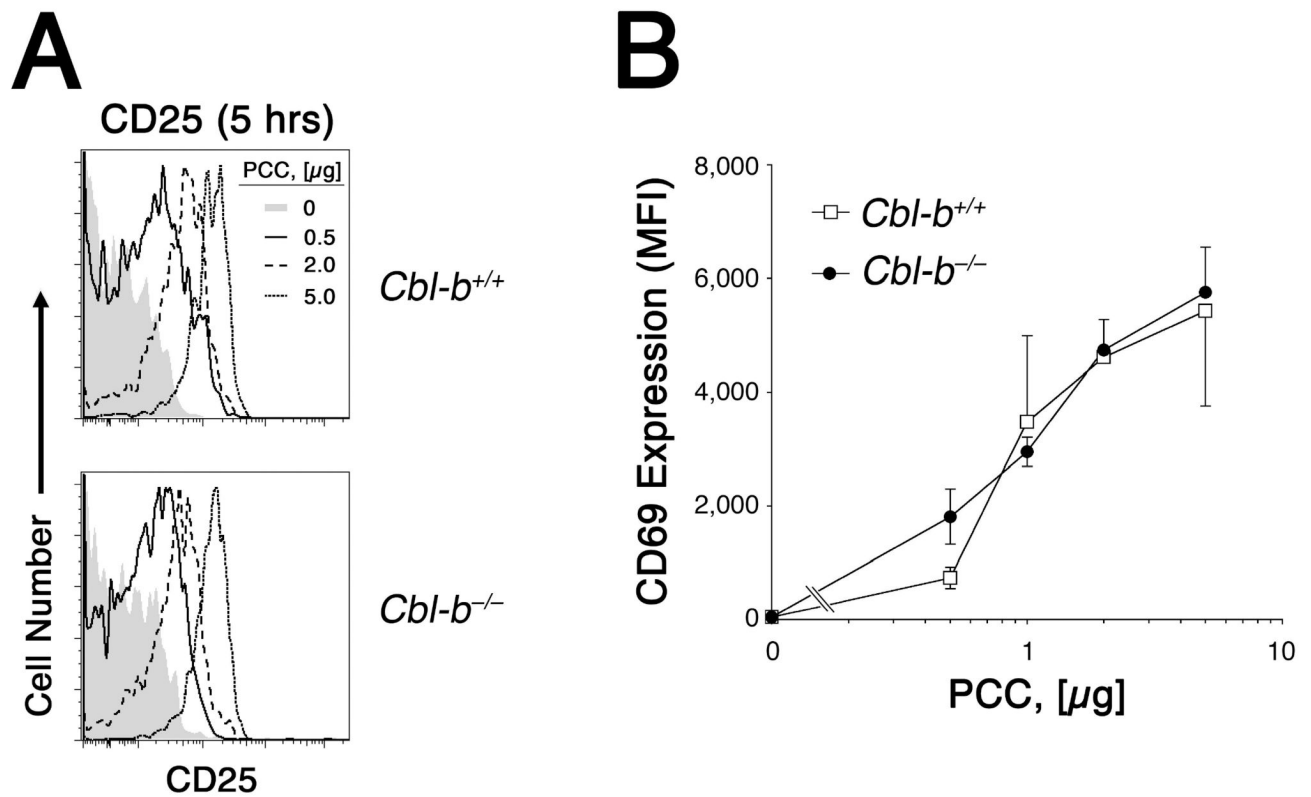 A
CD25 (5 hrs)
PCC, [µg]
0
0.5
2.0
5.0
Cbl-b+/+
Cbl-b–/–
Cell Number
CD25
B
8,000
6,000
4,000
2,000
0
CD69 Expression (MFI)
Cbl-b+/+
Cbl-b–/–
0
1
10
PCC, [µg]